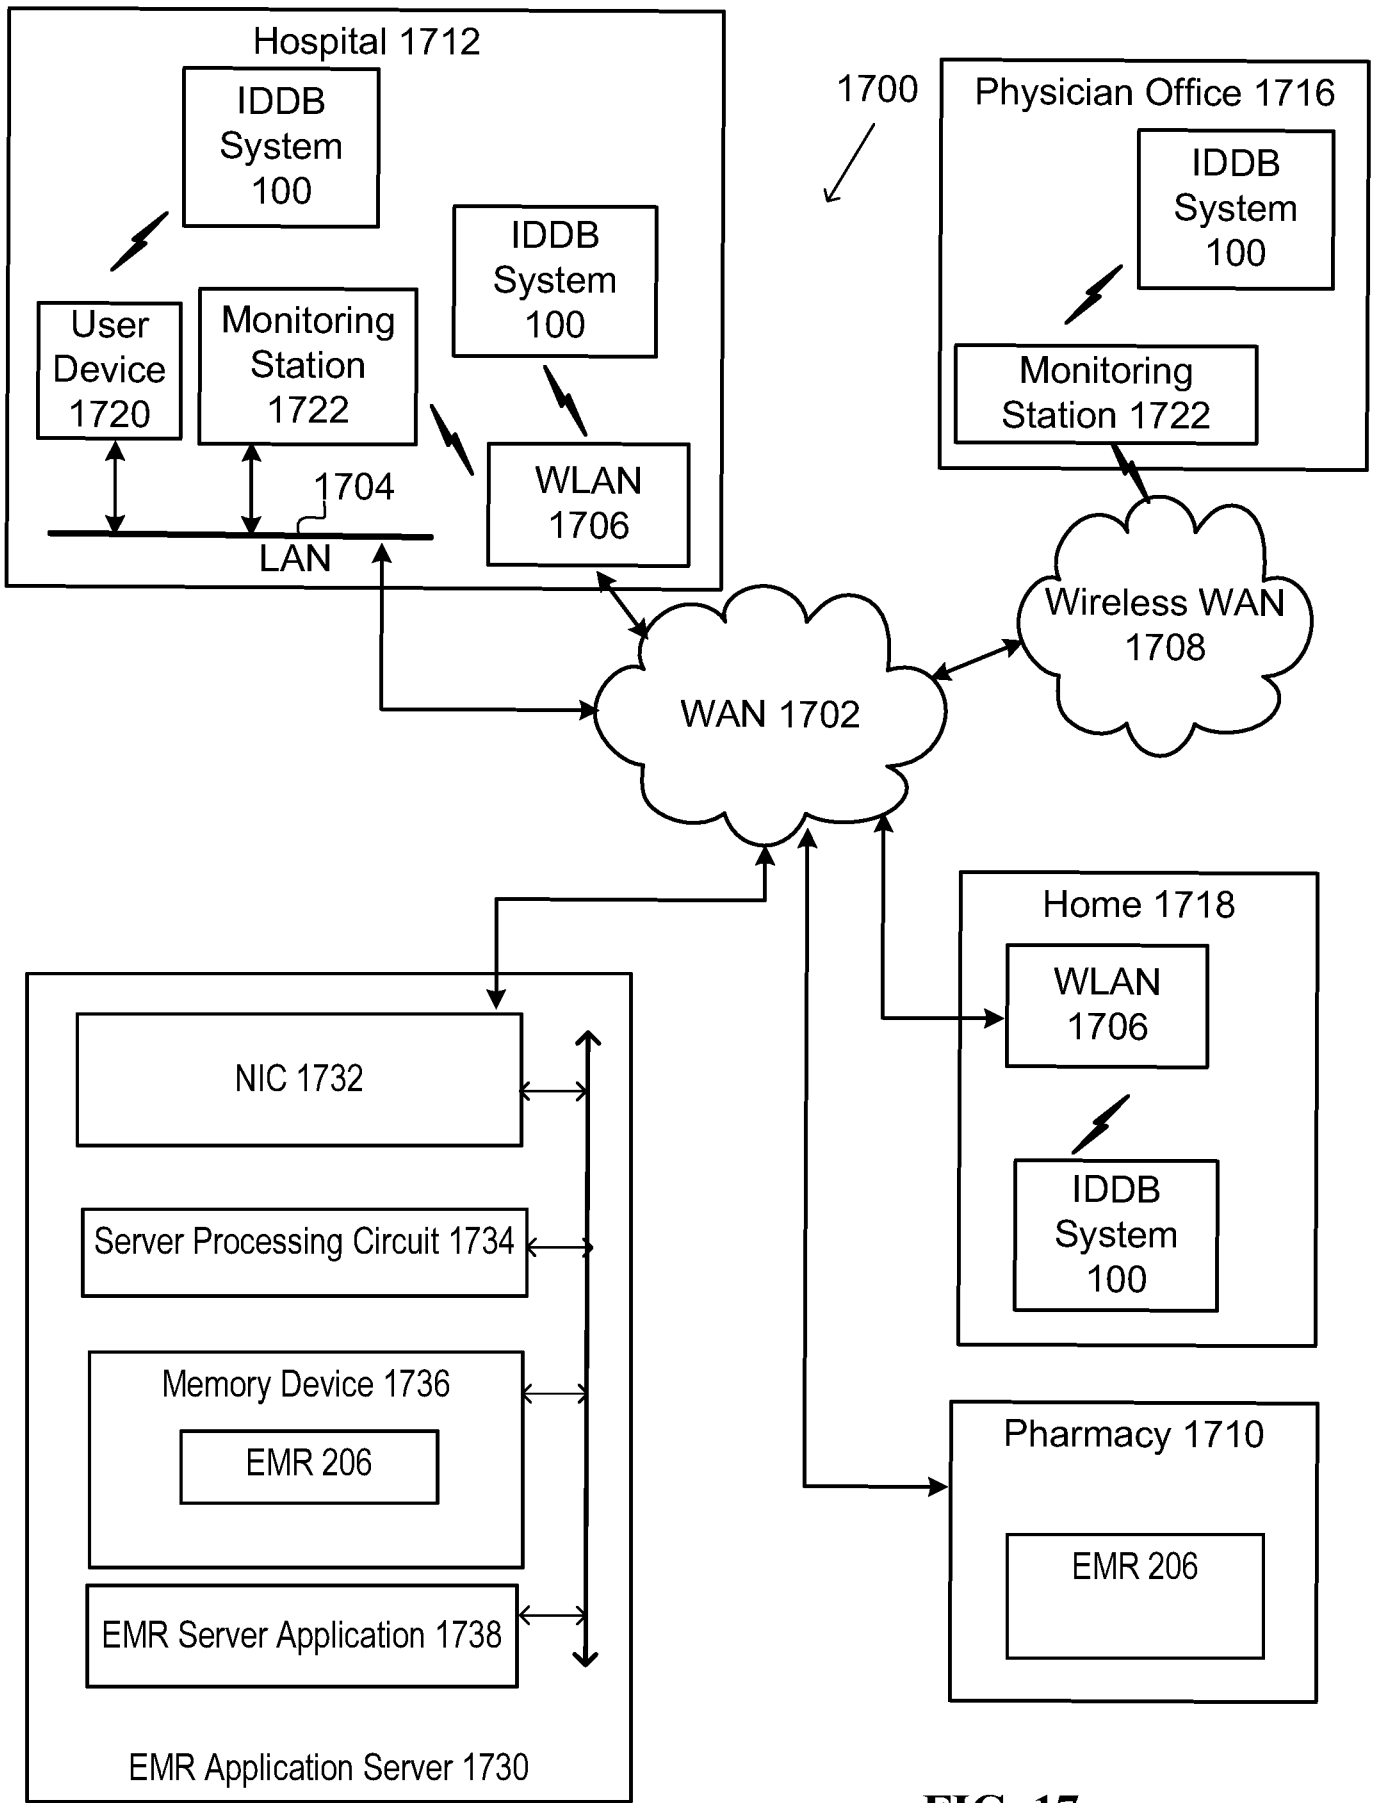 Hospital 1712
IDDB
System
100
IDDB
System
100
User
Device
1720
Monitoring
Station
1722
WLAN
1706
1704
LAN
1700
Physician Office 1716
IDDB
System
100
Monitoring
Station 1722
Wireless WAN
1708
WAN 1702
Home 1718
WLAN
1706
IDDB
System
100
NIC 1732
Server Processing Circuit 1734
Memory Device 1736
EMR 206
EMR Server Application 1738
EMR Application Server 1730
Pharmacy 1710
EMR 206
FIG. 17